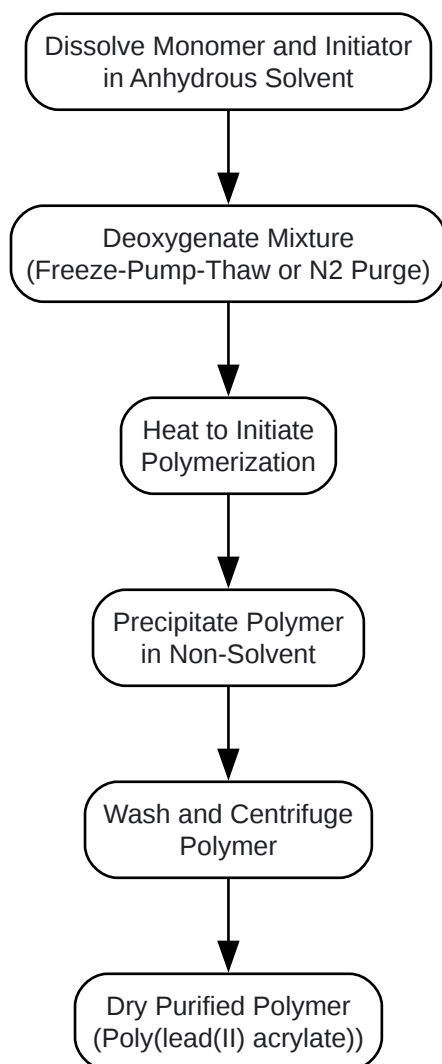 Dissolve Monomer and Initiator
in Anhydrous Solvent
Deoxygenate Mixture
(Freeze-Pump-Thaw or N2 Purge)
Heat to Initiate
Polymerization
Precipitate Polymer
in Non-Solvent
Wash and Centrifuge
Polymer
Dry Purified Polymer
(Poly(lead(II) acrylate))